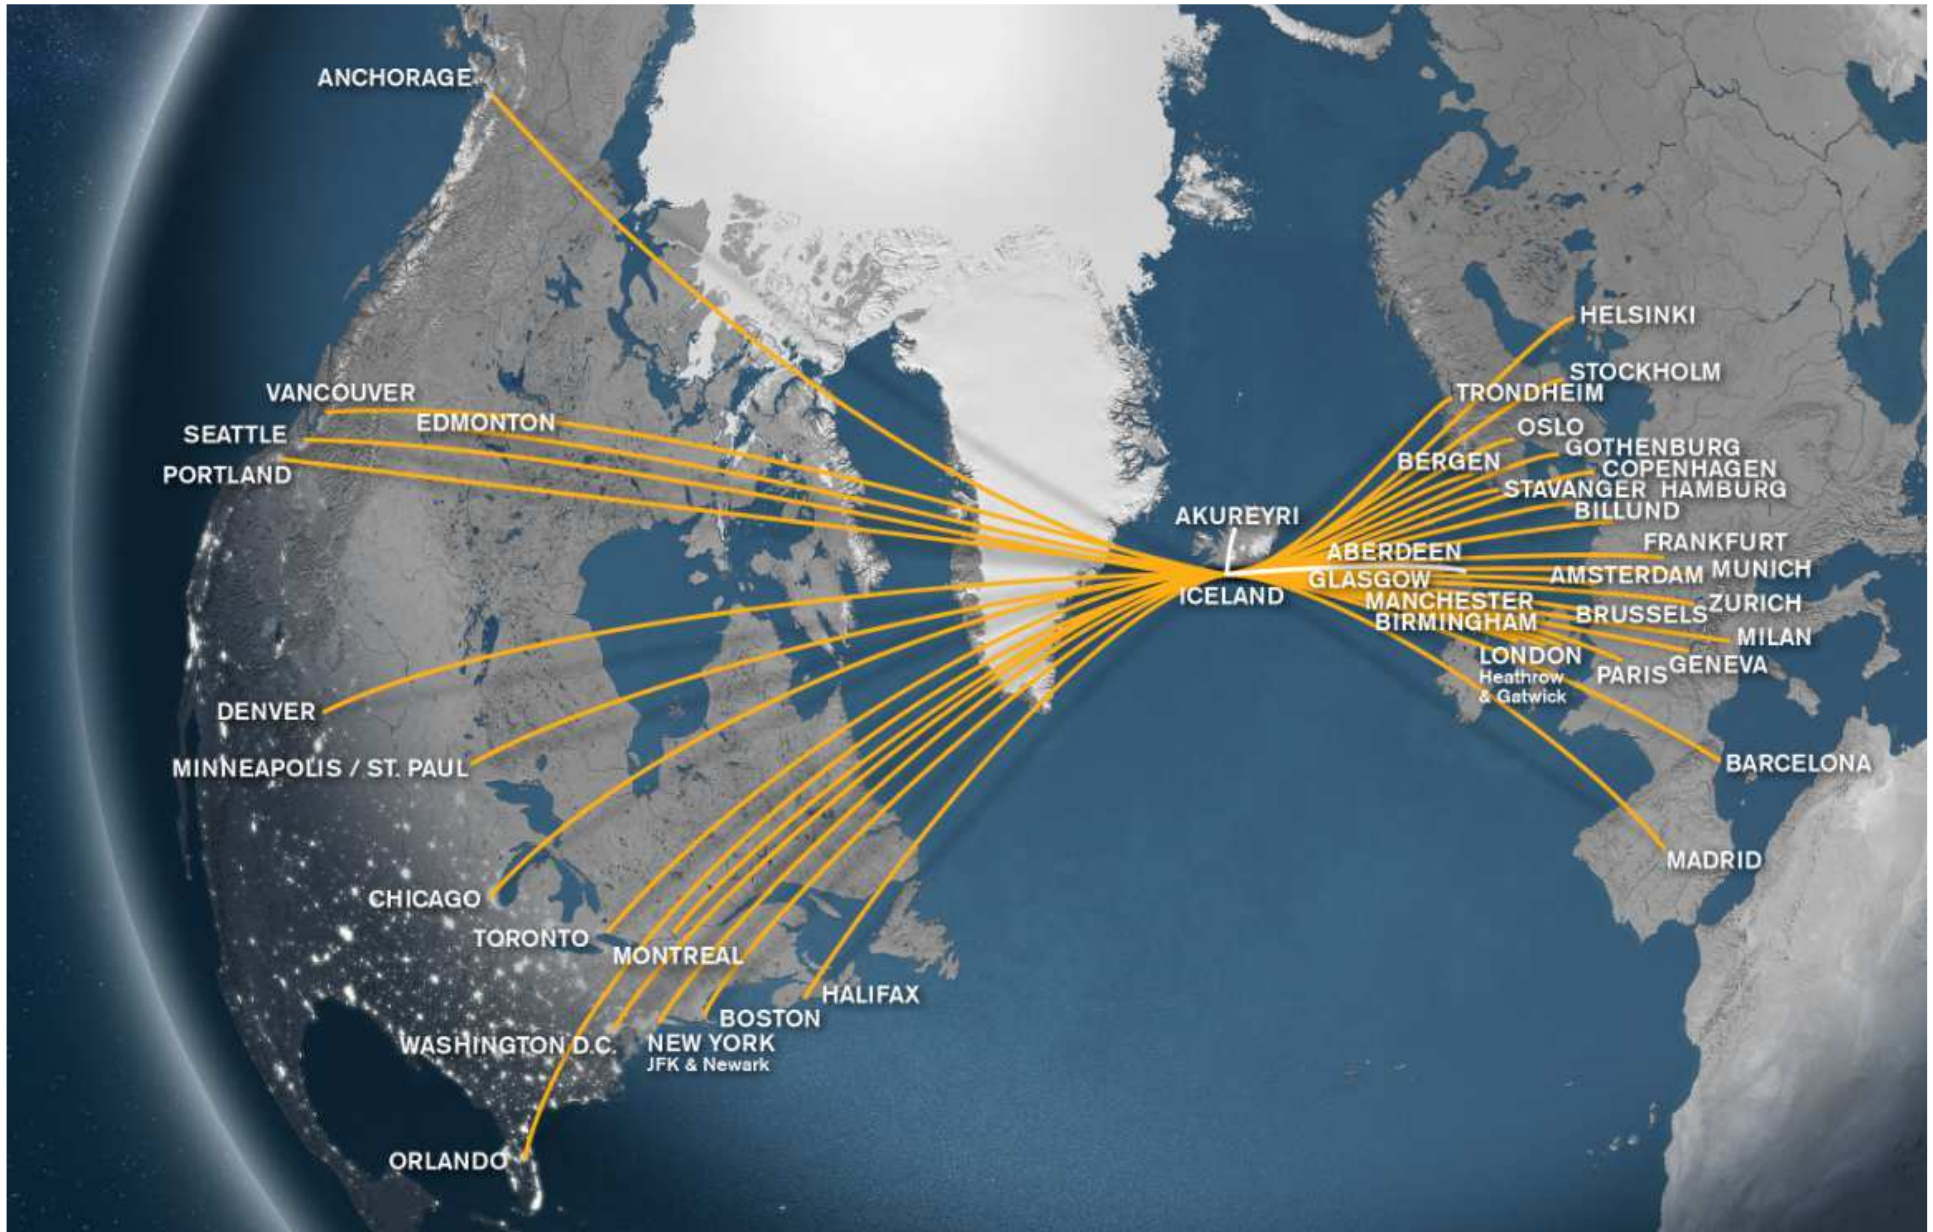 ANCHORAGE
VANCOUVER
EDMONTON
SEATTLE
PORTLAND
DENVER
MINNEAPOLIS / ST. PAUL
CHICAGO
TORONTO
MONTREAL
HALIFAX
BOSTON
WASHINGTON D.C.
NEW YORK
JFK & Newark
ORLANDO
AKUREYRI
ICELAND
HELSINKI
STOCKHOLM
TRONDHEIM
OSLO
GOTHENBURG
BERGEN
COPENHAGEN
STAVANGER HAMBURG
BILLUND
FRANKFURT
ABERDEEN
MUNICH
AMSTERDAM
GLASGOW
ZURICH
MANCHESTER
BRUSSELS
BIRMINGHAM
MILAN
LONDON
Heathrow
& Gatwick
GENEVA
PARIS
BARCELONA
MADRID